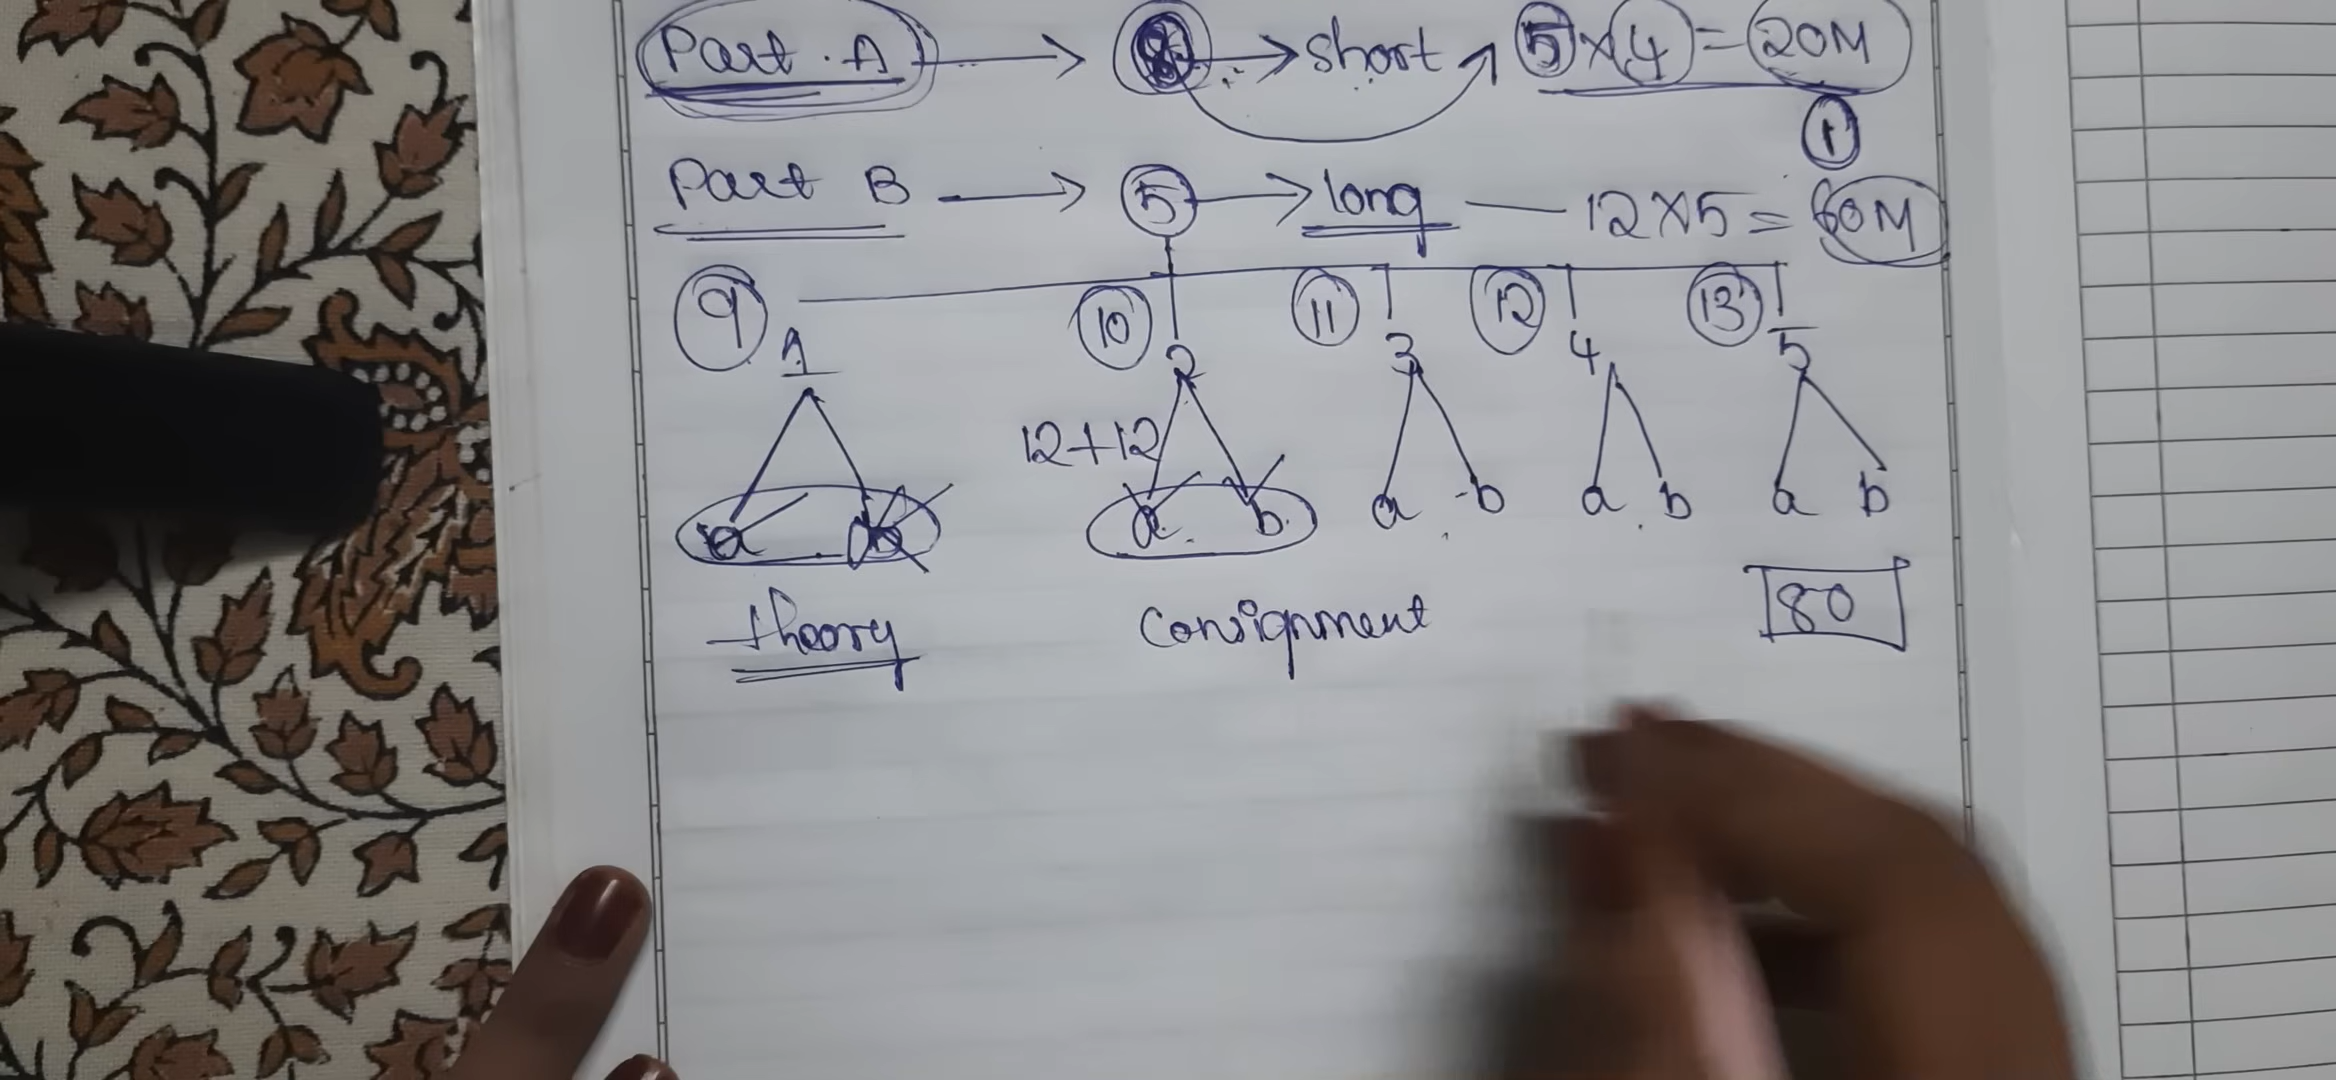 Part. A → 8 → short 5×4 = 20M
1
Part B → 5 → long — 12×5 = 60M
9 10 11 12 13
1 2 3 4 5
12+12
a b a b a b a b a b
theory Consignment 80